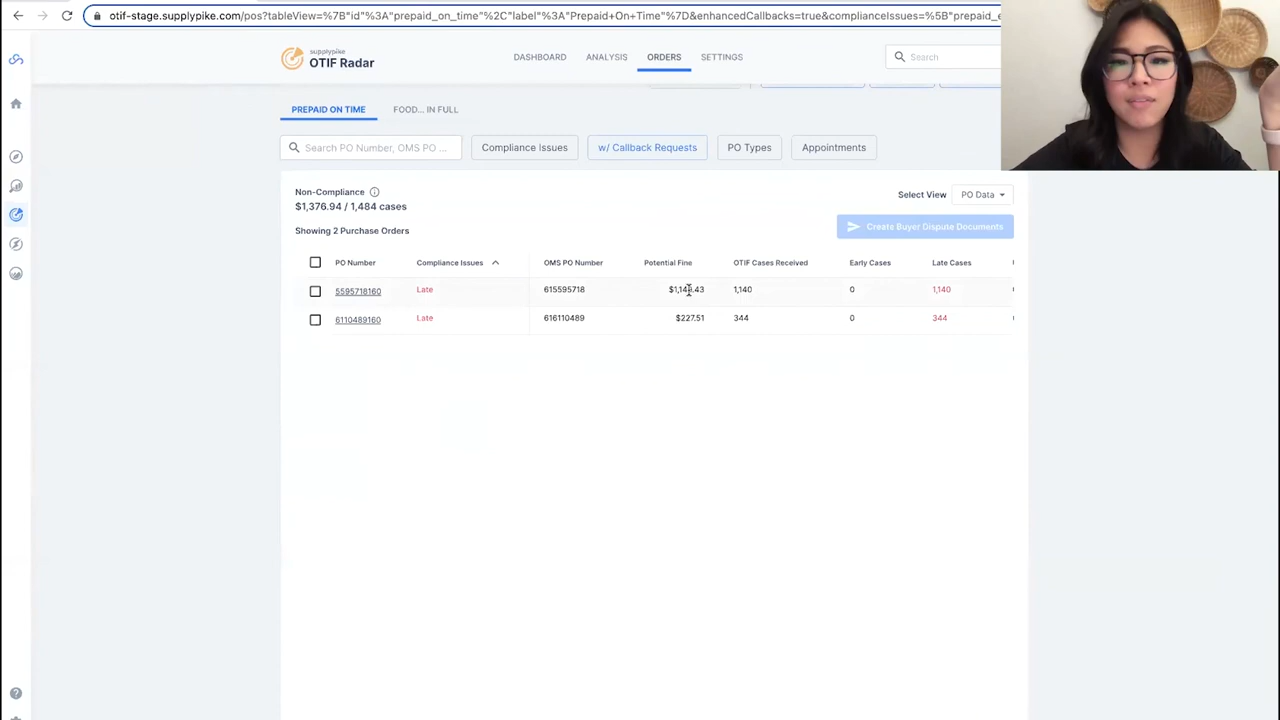 otif-stage.supplypike.com/pos?tableView=%7B"id"%3A"prepaid_on_time"%2C"label"%3A"Prepaid+On+Time"%7D&enhancedCallbacks=true&complianceIssues=%5B"prepaid_e
supplypike
OTIF Radar
DASHBOARD
ANALYSIS
ORDERS
SETTINGS
Search
PREPAID ON TIME
FOOD... IN FULL
Search PO Number, OMS PO ...
Compliance Issues
w/ Callback Requests
PO Types
Appointments
Non-Compliance
$1,376.94 / 1,484 cases
Select View
PO Data
Showing 2 Purchase Orders
Create Buyer Dispute Documents
PO Number Compliance Issues OMS PO Number Potential Fine OTIF Cases Received Early Cases Late Cases
5595718160 Late 615595718 1,140 0 1,140
6110489160 Late 616110489 $227.51 344 0 344